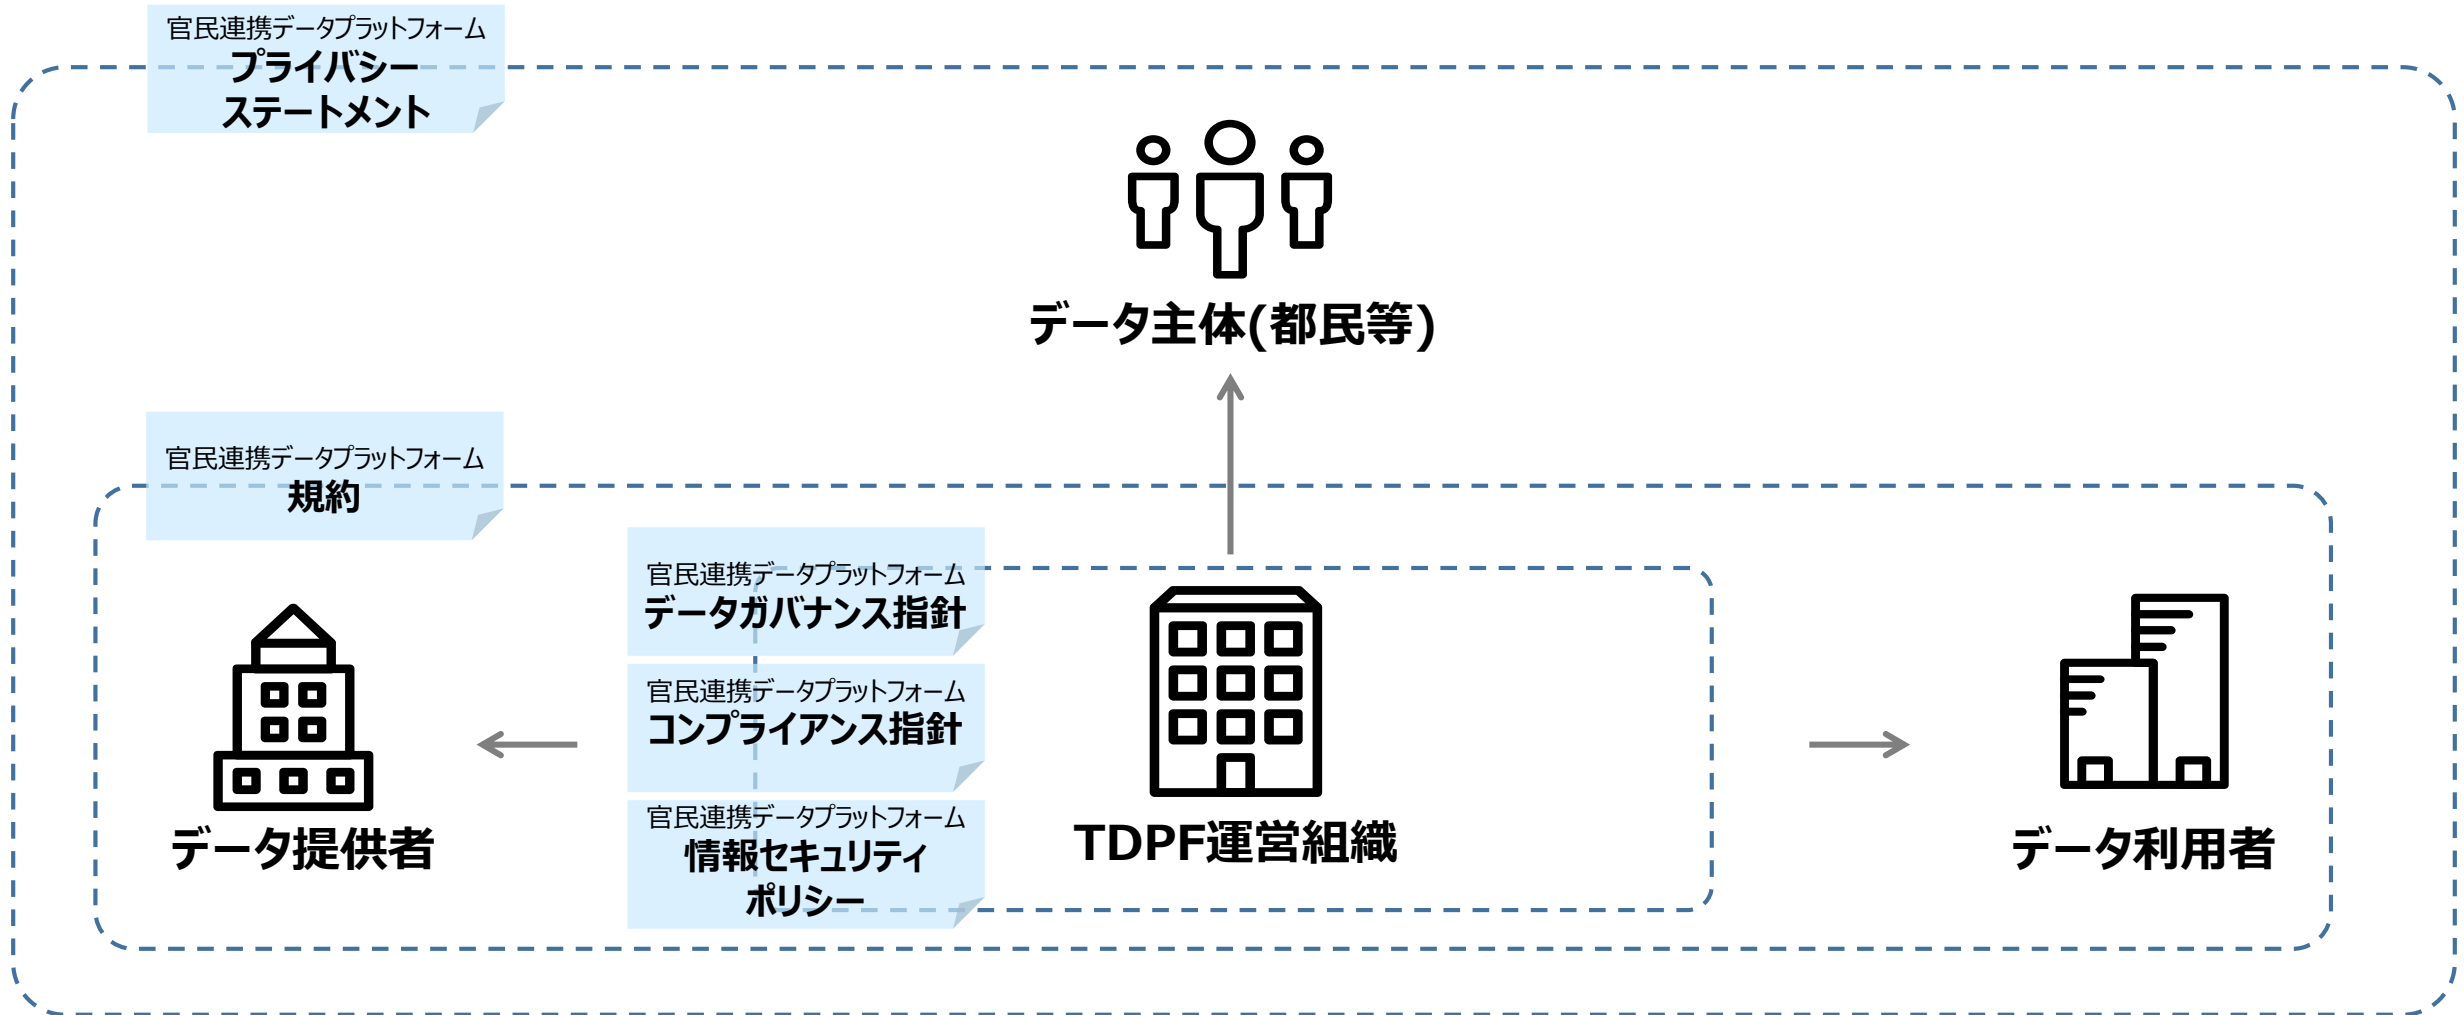 官民連携データプラットフォーム
プライバシー
ステートメント
データ主体(都民等)
官民連携データプラットフォーム
規約
官民連携データプラットフォーム
データガバナンス指針
官民連携データプラットフォーム
コンプライアンス指針
官民連携データプラットフォーム
情報セキュリティ
ポリシー
データ提供者
TDPF運営組織
データ利用者